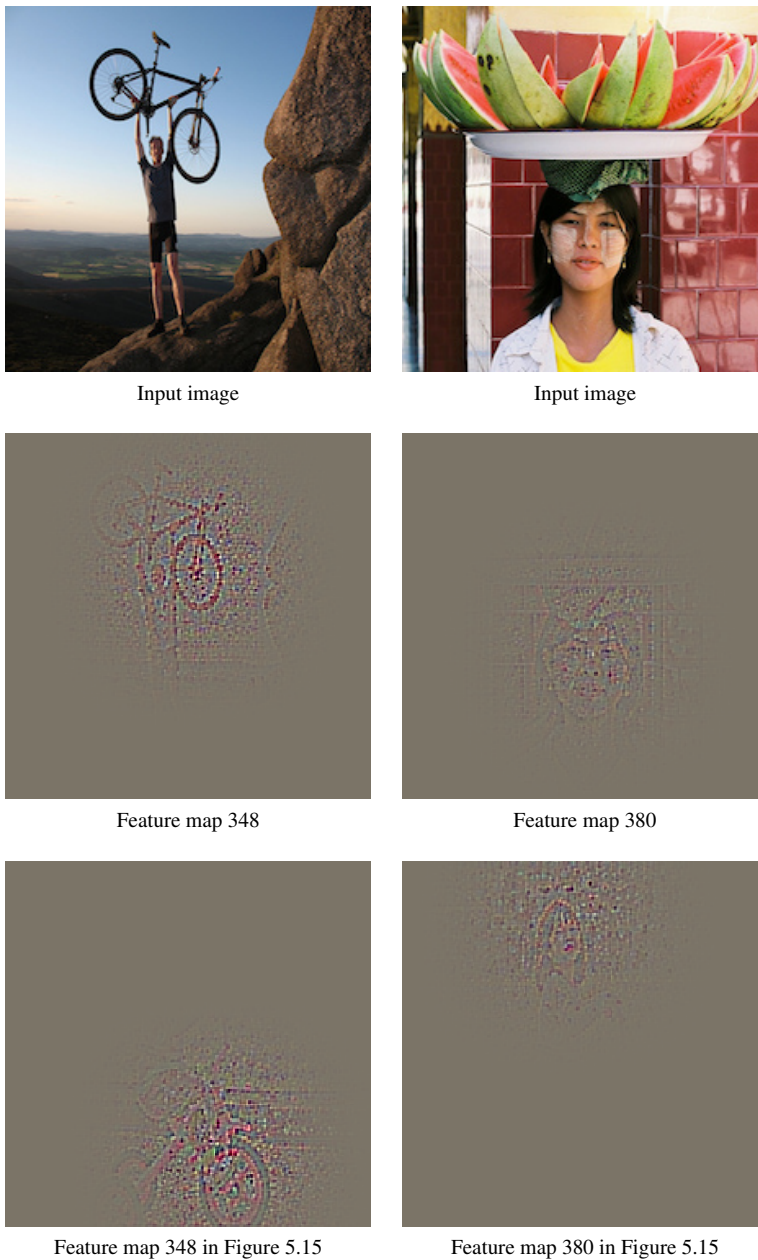 Input image
Input image
Feature map 348
Feature map 380
Feature map 348 in Figure 5.15
Feature map 380 in Figure 5.15